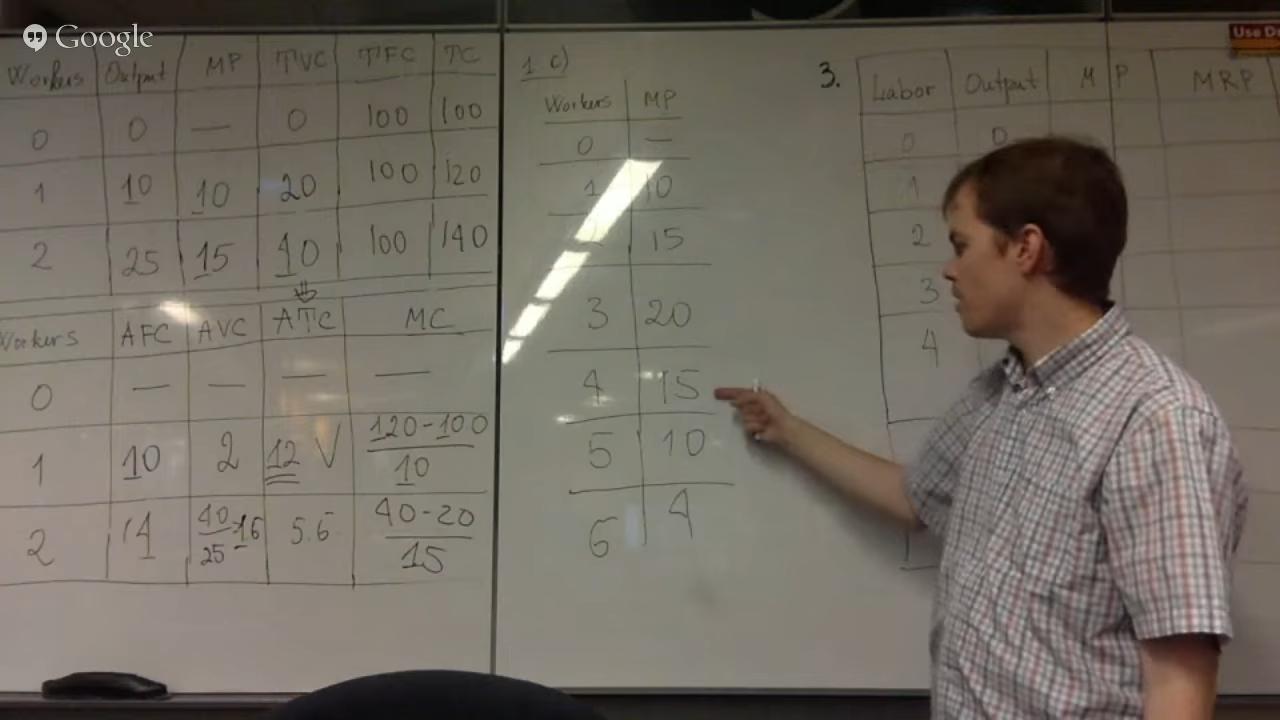 Google
Use
Workers Output MP TVC TFC TC
0 0 — 0 100 100
1 10 10 20 100 120
2 25 15 40 100 140
Workers AFC AVC ATC MC
0 — — — —
1 10 2 12 V 120-100
10
2 4 40 1.6 5.6 40-20
25 15
1 c)
Workers MP
0 —
1 10
15
3 20
4 15
5 10
6 4
3.
Labor Output MP MRP
0 0
1
2
3
4